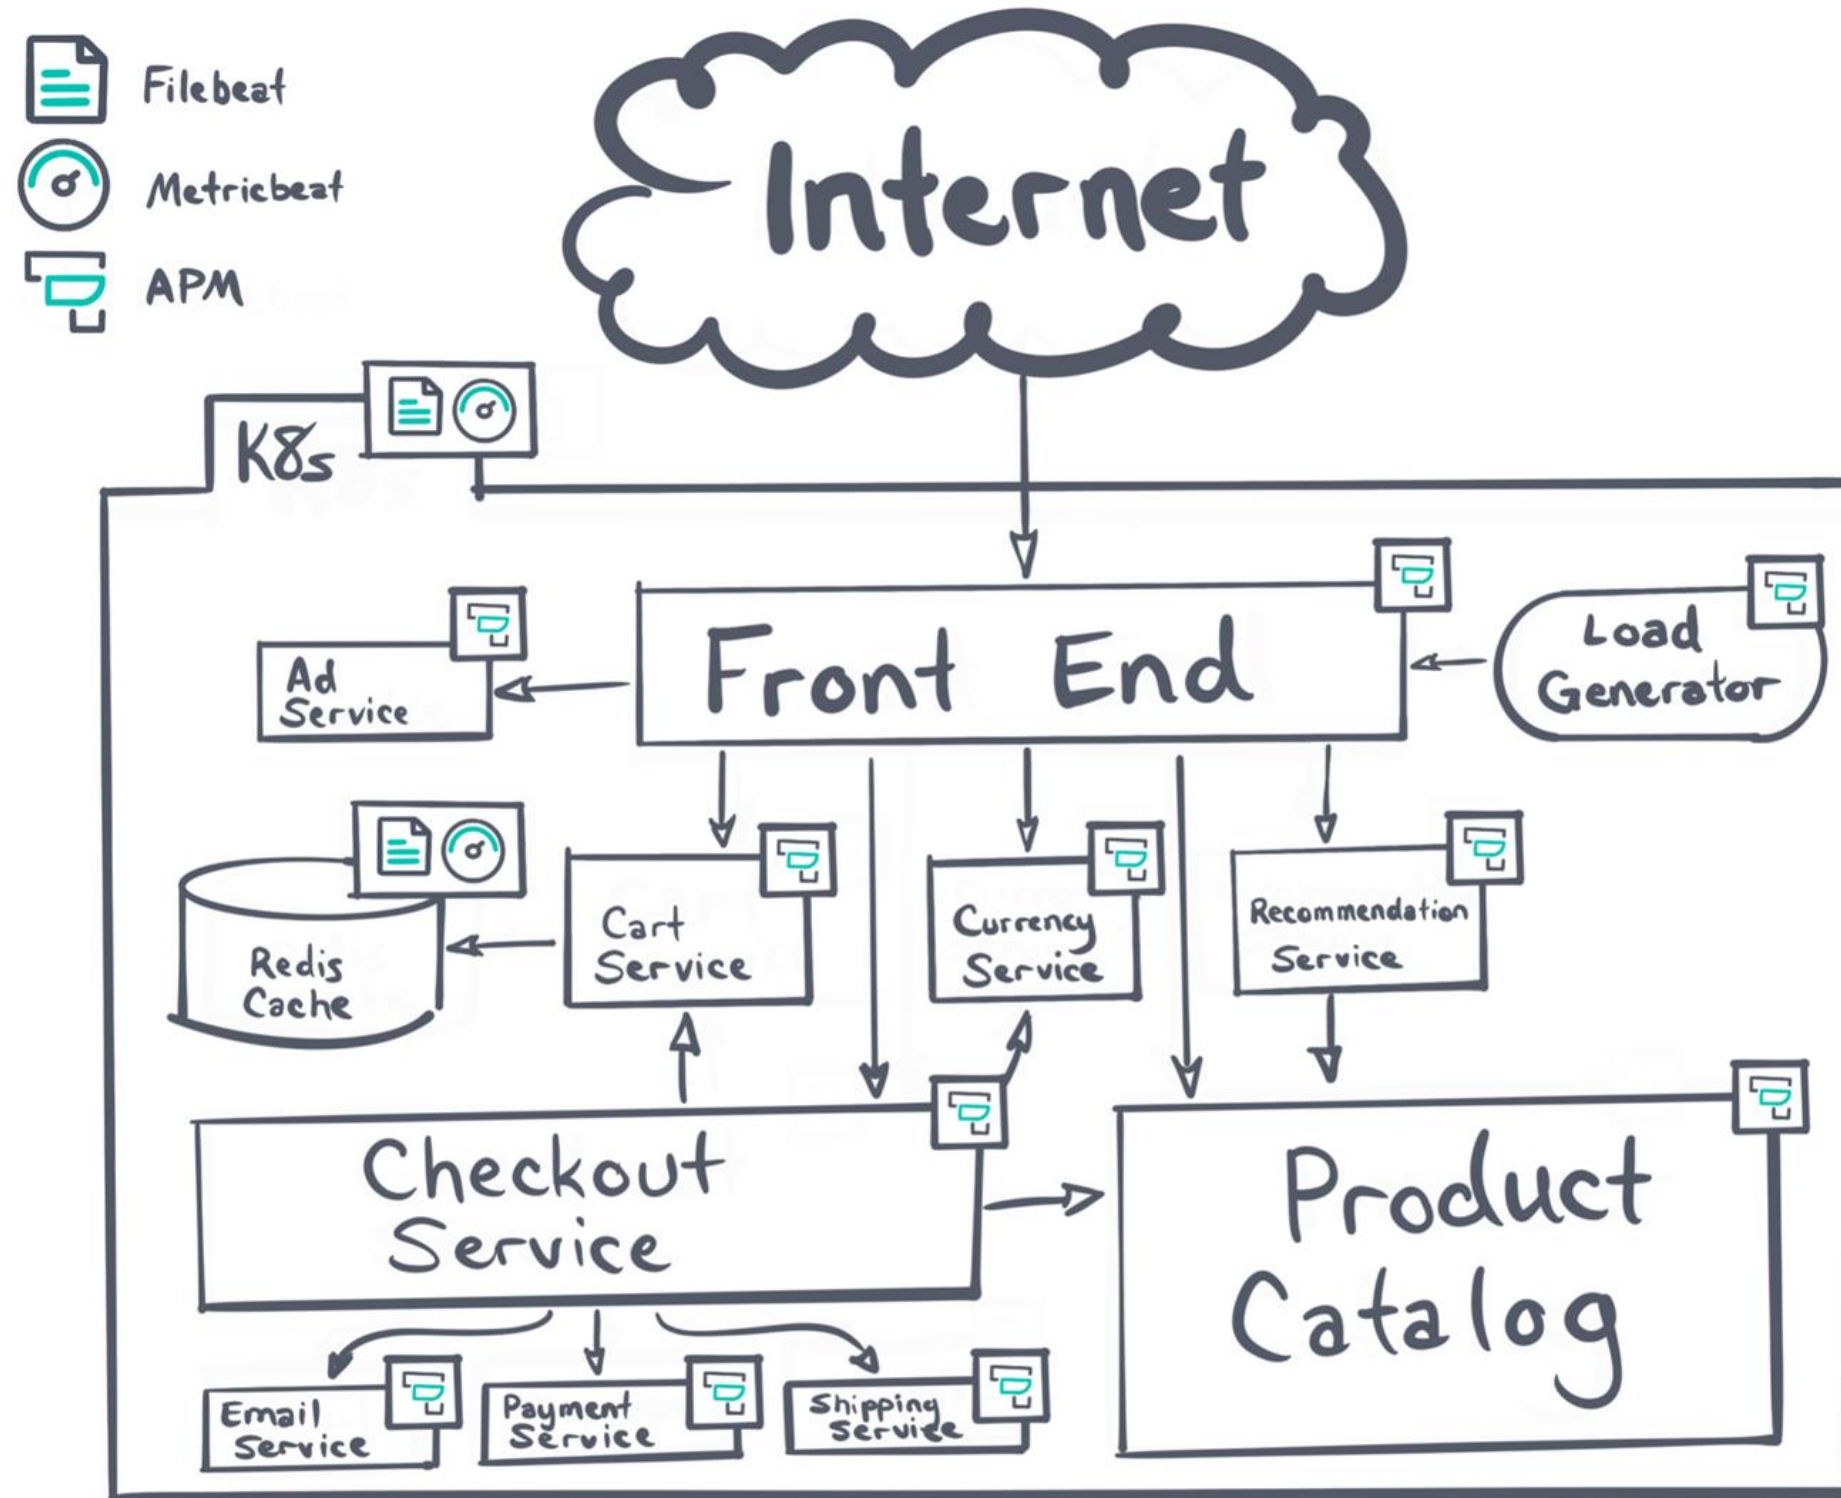 Filebeat
Metricbeat
APM
Internet
K8s
Front End
Load
Generator
Ad
Service
Redis
Cache
Cart
Service
Currency
Service
Recommendation
Service
Checkout
Service
Product
Catalog
Email
Service
Payment
Service
Shipping
Service